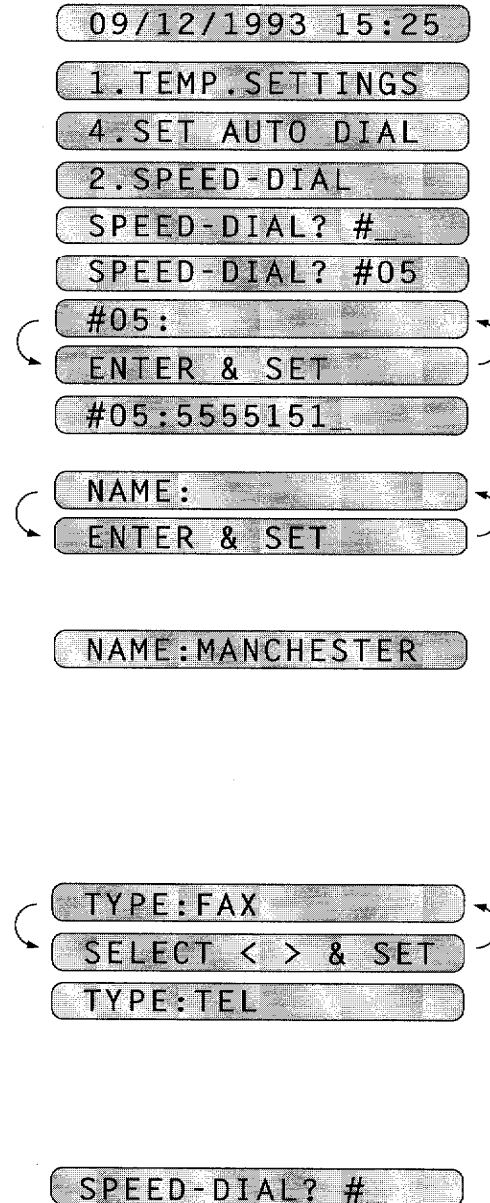 09/12/1993 15:25
1.TEMP.SETTINGS
4.SET AUTO DIAL
2.SPEED-DIAL
SPEED-DIAL? #_
SPEED-DIAL? #05
#05:
ENTER & SET
#05:5555151_
NAME:
ENTER & SET
NAME:MANCHESTER
TYPE:FAX
SELECT < > & SET
TYPE:TEL
SPEED-DIAL? #